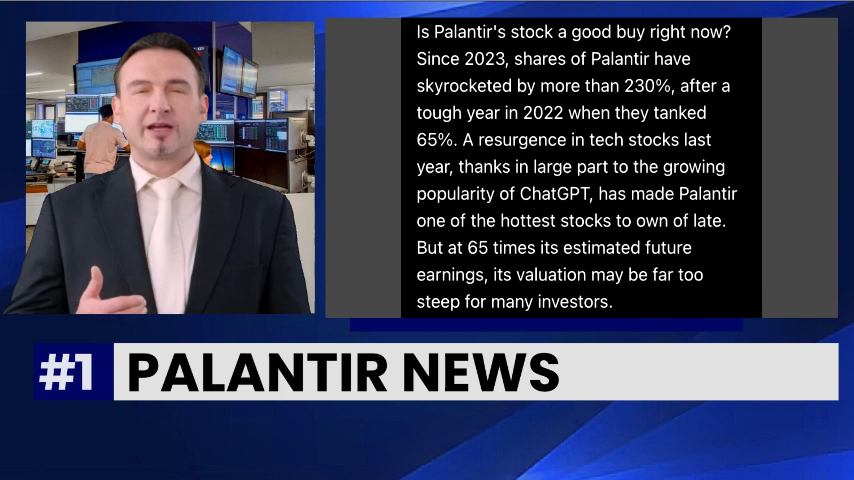 Is Palantir's stock a good buy right now?
Since 2023, shares of Palantir have
skyrocketed by more than 230%, after a
tough year in 2022 when they tanked
65%. A resurgence in tech stocks last
year, thanks in large part to the growing
popularity of ChatGPT, has made Palantir
one of the hottest stocks to own of late.
But at 65 times its estimated future
earnings, its valuation may be far too
steep for many investors.
#1 PALANTIR NEWS